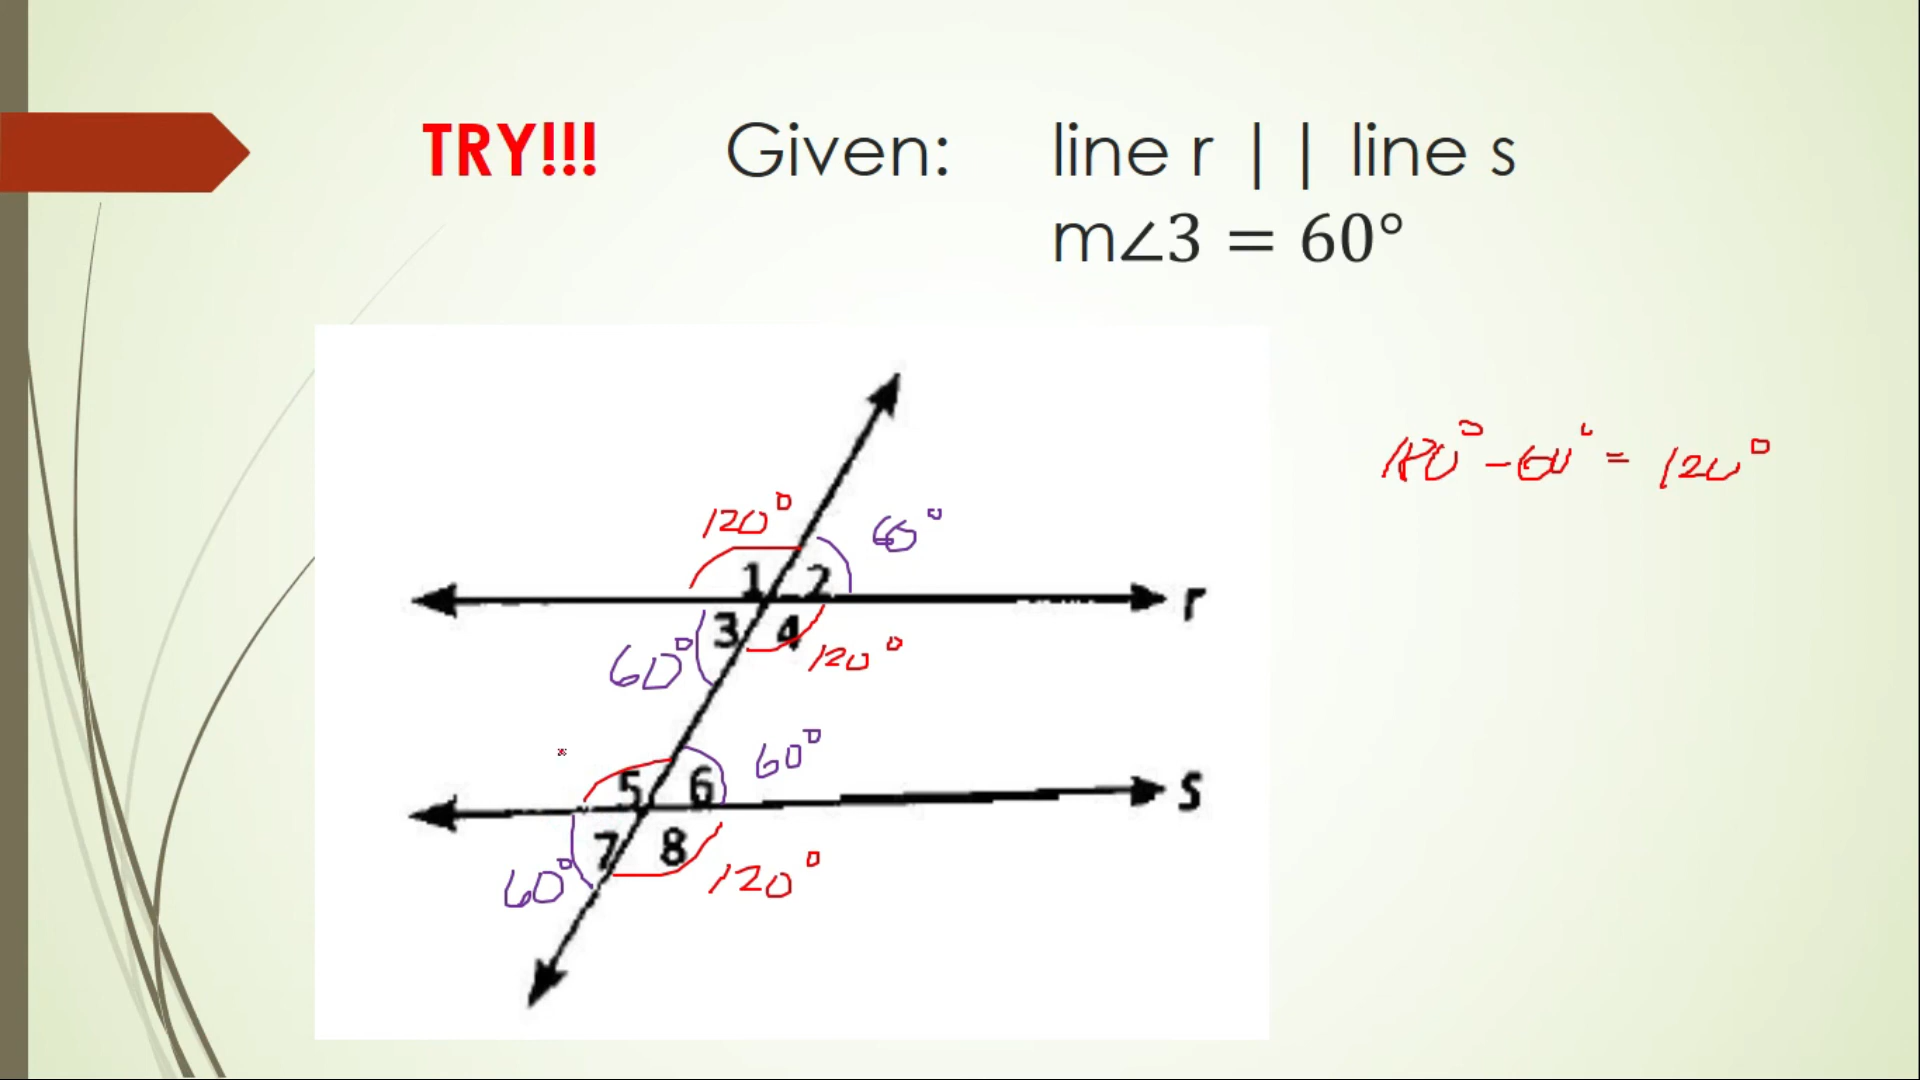 TRY!!! Given: line r || line s
m∠3 = 60°
180° - 60° = 120°
120°
60°
1 2
r
3 4
60°
120°
60°
5 6
s
7 8
60°
120°